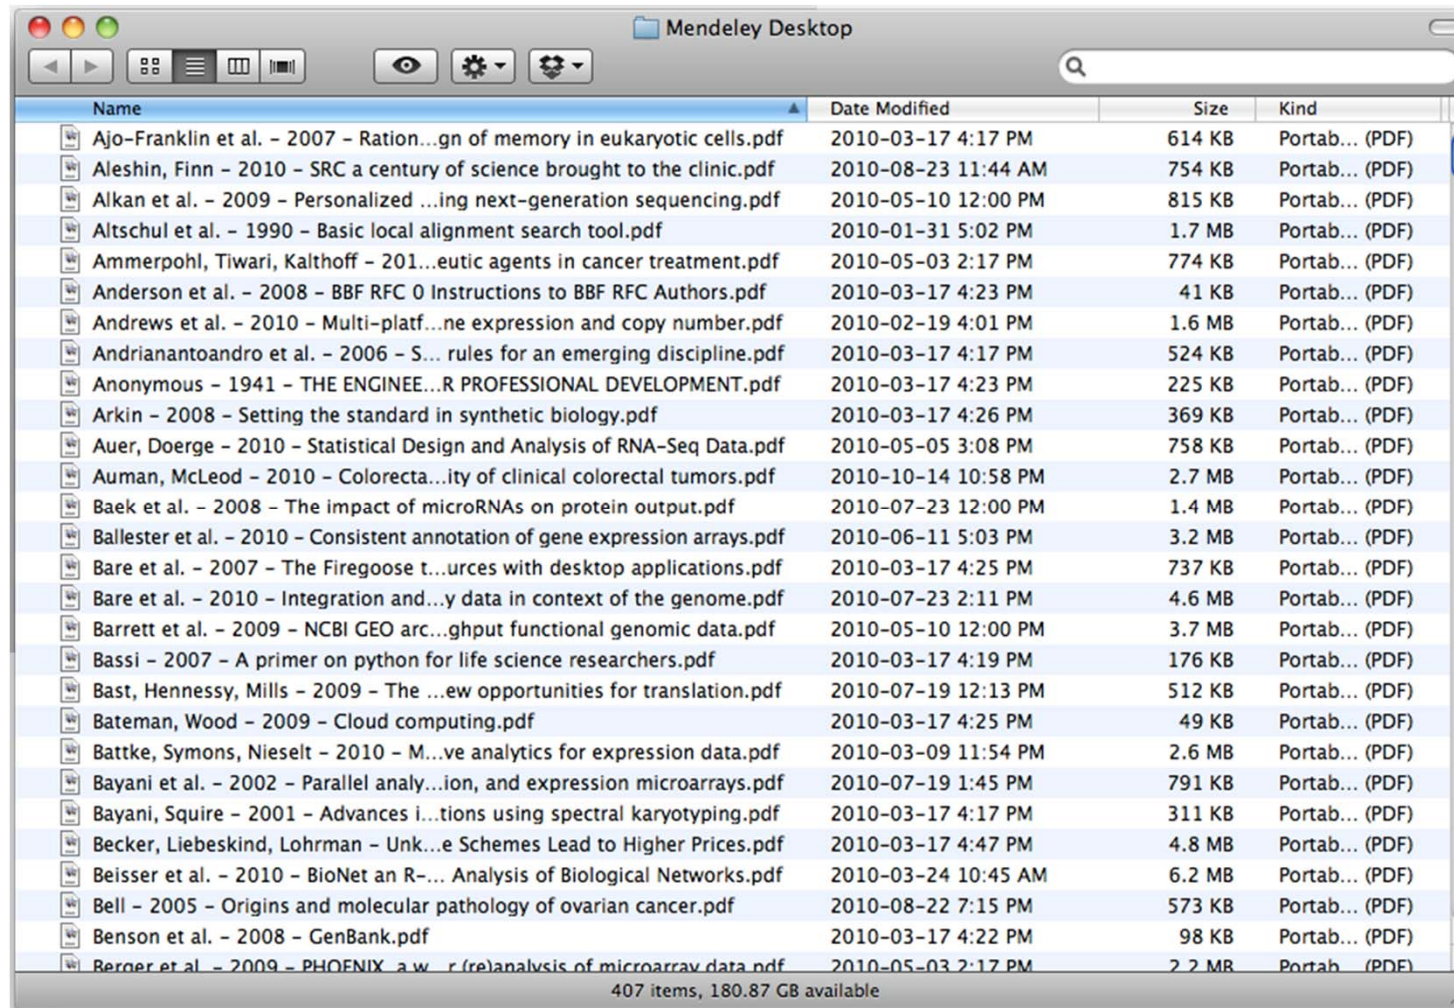 Mendeley Desktop
Name Date Modified Size Kind
Ajo-Franklin et al. – 2007 – Ration...gn of memory in eukaryotic cells.pdf 2010-03-17 4:17 PM 614 KB Portab... (PDF)
Aleshin, Finn – 2010 – SRC a century of science brought to the clinic.pdf 2010-08-23 11:44 AM 754 KB Portab... (PDF)
Alkan et al. – 2009 – Personalized ...ing next-generation sequencing.pdf 2010-05-10 12:00 PM 815 KB Portab... (PDF)
Altschul et al. – 1990 – Basic local alignment search tool.pdf 2010-01-31 5:02 PM 1.7 MB Portab... (PDF)
Ammerpohl, Tiwari, Kalthoff – 201...eutic agents in cancer treatment.pdf 2010-05-03 2:17 PM 774 KB Portab... (PDF)
Anderson et al. – 2008 – BBF RFC 0 Instructions to BBF RFC Authors.pdf 2010-03-17 4:23 PM 41 KB Portab... (PDF)
Andrews et al. – 2010 – Multi-platf...ne expression and copy number.pdf 2010-02-19 4:01 PM 1.6 MB Portab... (PDF)
Andrianantoandro et al. – 2006 – S... rules for an emerging discipline.pdf 2010-03-17 4:17 PM 524 KB Portab... (PDF)
Anonymous – 1941 – THE ENGINEE...R PROFESSIONAL DEVELOPMENT.pdf 2010-03-17 4:23 PM 225 KB Portab... (PDF)
Arkin – 2008 – Setting the standard in synthetic biology.pdf 2010-03-17 4:26 PM 369 KB Portab... (PDF)
Auer, Doerge – 2010 – Statistical Design and Analysis of RNA-Seq Data.pdf 2010-05-05 3:08 PM 758 KB Portab... (PDF)
Auman, McLeod – 2010 – Colorecta...ity of clinical colorectal tumors.pdf 2010-10-14 10:58 PM 2.7 MB Portab... (PDF)
Baek et al. – 2008 – The impact of microRNAs on protein output.pdf 2010-07-23 12:00 PM 1.4 MB Portab... (PDF)
Ballester et al. – 2010 – Consistent annotation of gene expression arrays.pdf 2010-06-11 5:03 PM 3.2 MB Portab... (PDF)
Bare et al. – 2007 – The Firegoose t...urces with desktop applications.pdf 2010-03-17 4:25 PM 737 KB Portab... (PDF)
Bare et al. – 2010 – Integration and...y data in context of the genome.pdf 2010-07-23 2:11 PM 4.6 MB Portab... (PDF)
Barrett et al. – 2009 – NCBI GEO arc...ghput functional genomic data.pdf 2010-05-10 12:00 PM 3.7 MB Portab... (PDF)
Bassi – 2007 – A primer on python for life science researchers.pdf 2010-03-17 4:19 PM 176 KB Portab... (PDF)
Bast, Hennessy, Mills – 2009 – The ...ew opportunities for translation.pdf 2010-07-19 12:13 PM 512 KB Portab... (PDF)
Bateman, Wood – 2009 – Cloud computing.pdf 2010-03-17 4:25 PM 49 KB Portab... (PDF)
Battke, Symons, Nieselt – 2010 – M...ve analytics for expression data.pdf 2010-03-09 11:54 PM 2.6 MB Portab... (PDF)
Bayani et al. – 2002 – Parallel analy...ion, and expression microarrays.pdf 2010-07-19 1:45 PM 791 KB Portab... (PDF)
Bayani, Squire – 2001 – Advances i...tions using spectral karyotyping.pdf 2010-03-17 4:17 PM 311 KB Portab... (PDF)
Becker, Liebeskind, Lohrman – Unk...e Schemes Lead to Higher Prices.pdf 2010-03-17 4:47 PM 4.8 MB Portab... (PDF)
Beisser et al. – 2010 – BioNet an R-... Analysis of Biological Networks.pdf 2010-03-24 10:45 AM 6.2 MB Portab... (PDF)
Bell – 2005 – Origins and molecular pathology of ovarian cancer.pdf 2010-08-22 7:15 PM 573 KB Portab... (PDF)
Benson et al. – 2008 – GenBank.pdf 2010-03-17 4:22 PM 98 KB Portab... (PDF)
Berger et al. – 2009 – PHOENIX a w...r (re)analysis of microarray data.pdf 2010-05-03 2:17 PM 2.2 MB Portab... (PDF)
407 items, 180.87 GB available